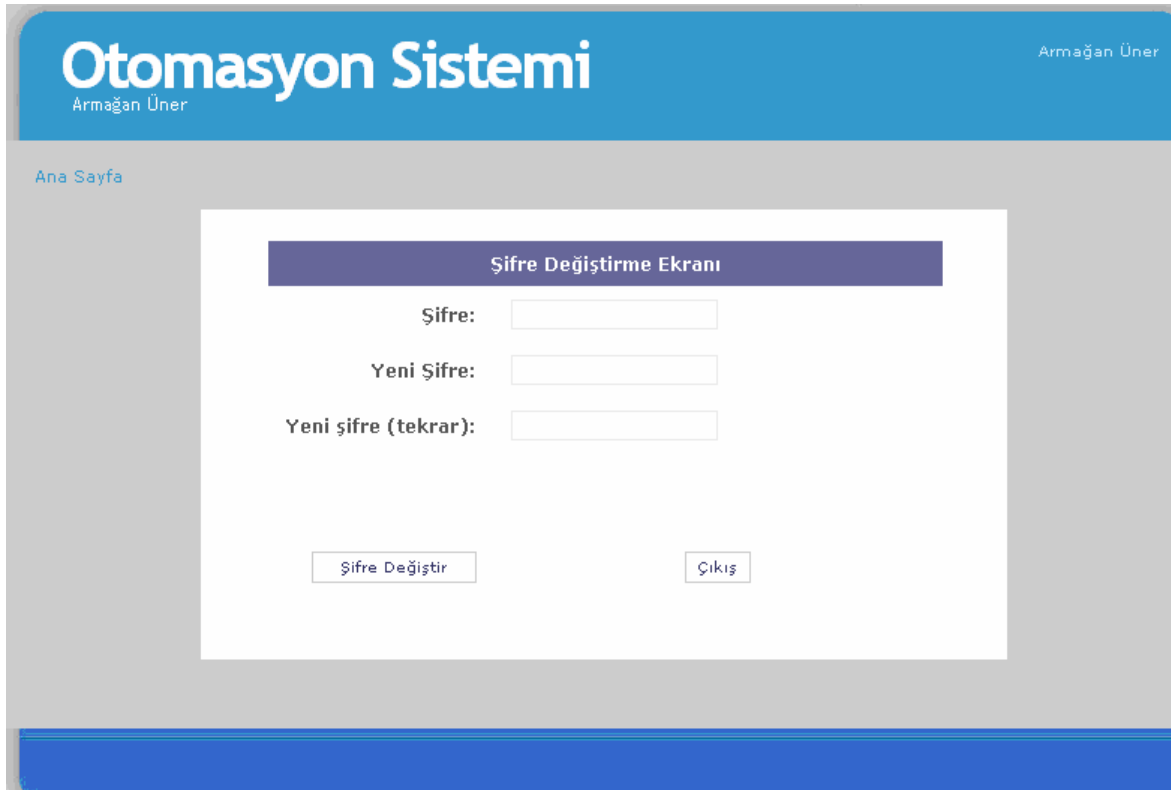 Otomasyon Sistemi
Armağan Üner
Armağan Üner
Ana Sayfa
Şifre Değiştirme Ekranı
Şifre:
Yeni Şifre:
Yeni şifre (tekrar):
Şifre Değiştir
Çıkış